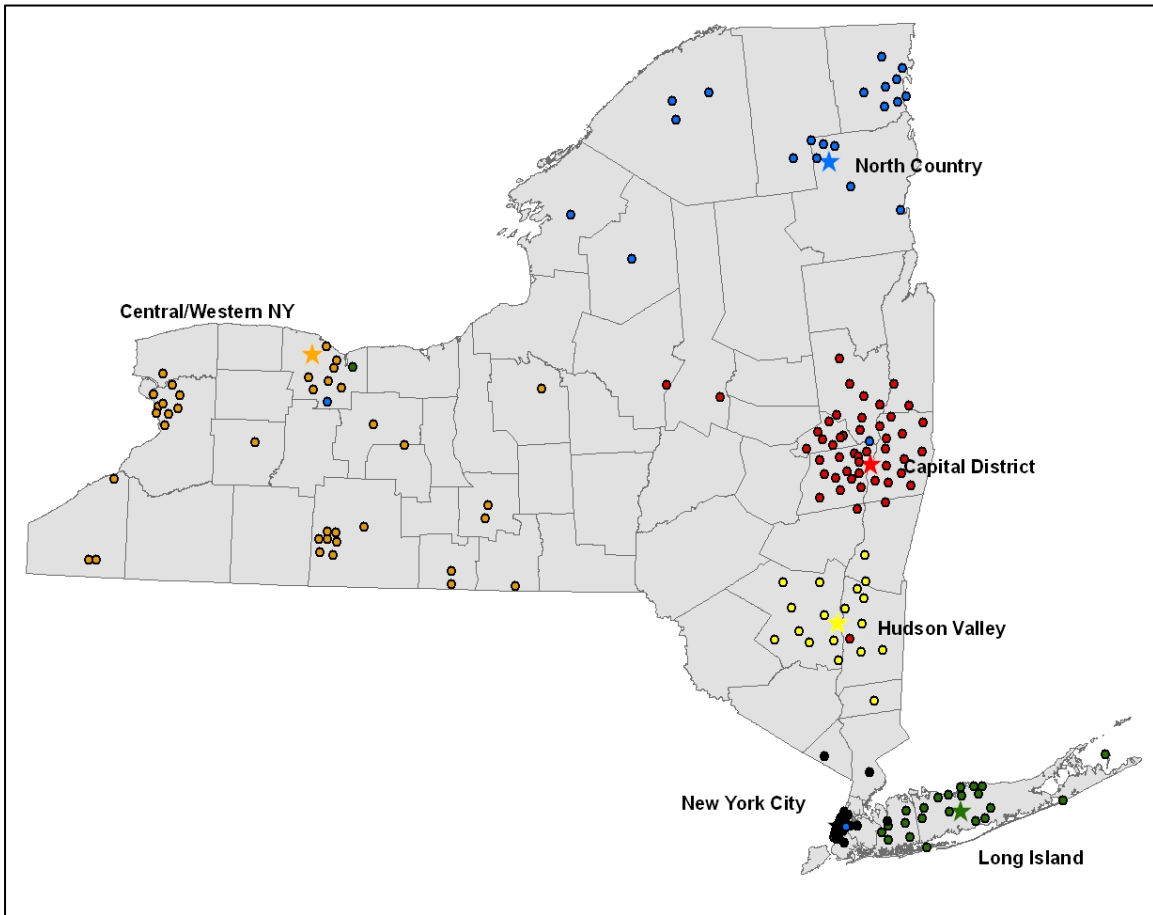 North Country
Central/Western NY
Capital District
Hudson Valley
New York City
Long Island